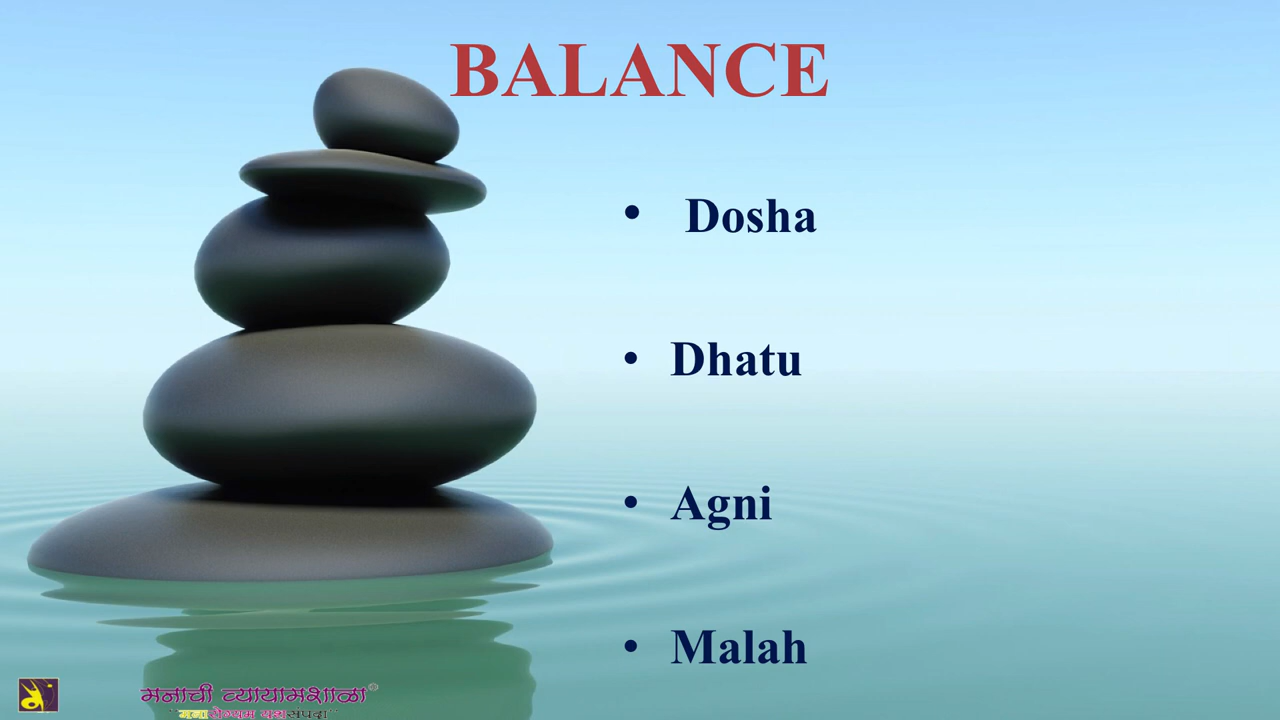 BALANCE
• Dosha
• Dhatu
• Agni
• Malah
मनाची व्यायामशाळा®